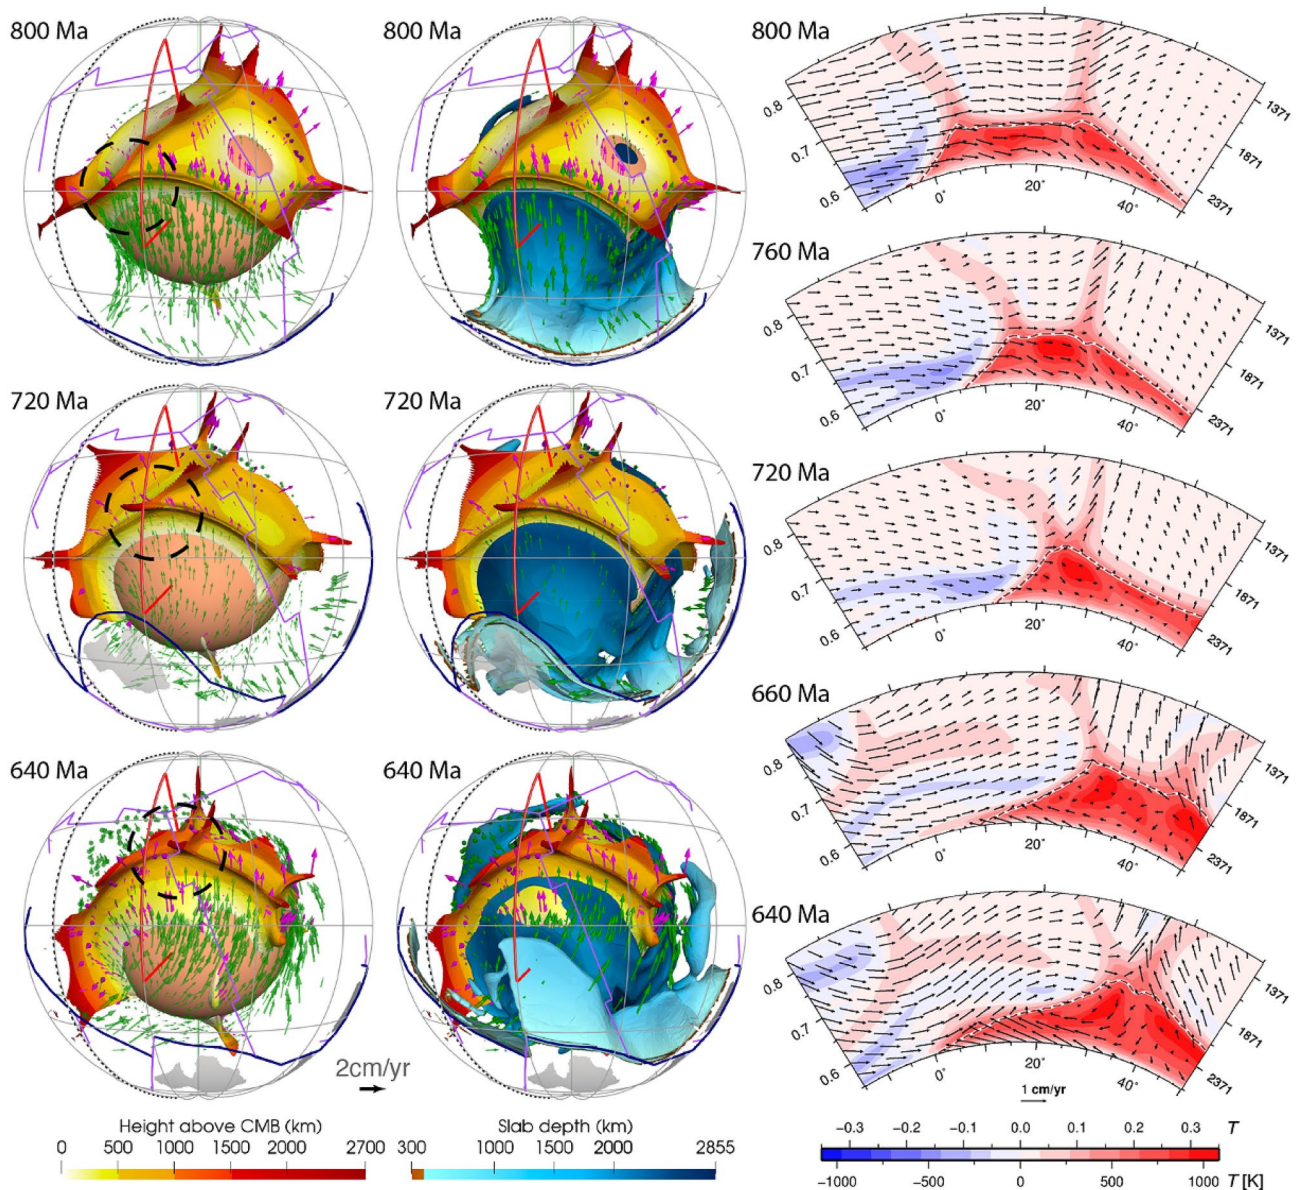 800 Ma
800 Ma
800 Ma
0.8
0.7
0.6
0°
20°
40°
1371
1871
2371
760 Ma
0.8
0.7
0.6
0°
20°
40°
1371
1871
2371
720 Ma
720 Ma
720 Ma
0.8
0.7
0.6
0°
20°
40°
1371
1871
2371
660 Ma
0.8
0.7
0.6
0°
20°
40°
1371
1871
2371
640 Ma
640 Ma
640 Ma
0.8
0.7
0.6
0°
20°
40°
1371
1871
2371
2cm/yr
1 cm/yr
Height above CMB (km)
0 500 1000 1500 2000 2700
Slab depth (km)
300 1000 2000 2855
−0.3 −0.2 −0.1 0.0 0.1 0.2 0.3 T
−1000 −500 0 500 1000 T [K]